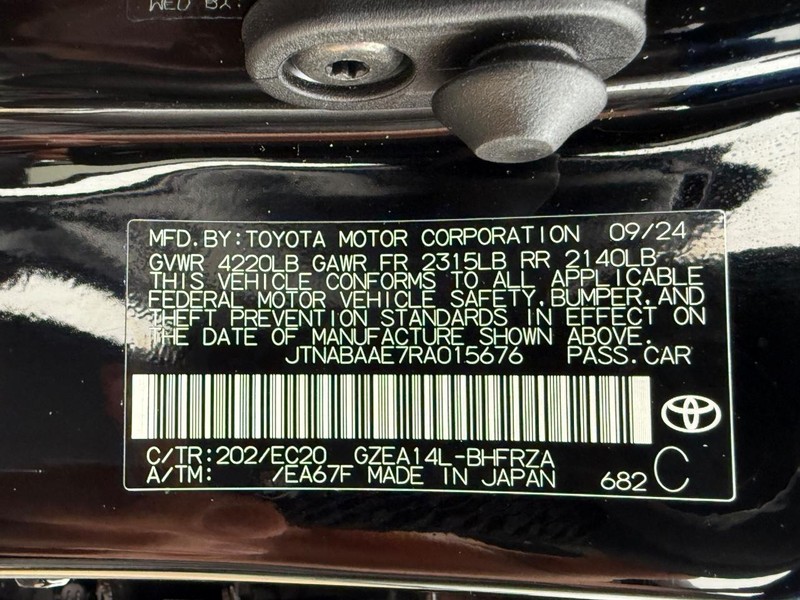 MFD BY:
MFD.BY:TOYOTA MOTOR CORPORATION 09/24
GVWR 4220LB GAWR FR 2315LB RR 2140LB
THIS VEHICLE CONFORMS TO ALL APPLICABLE
FEDERAL MOTOR VEHICLE SAFETY,BUMPER,AND
THEFT PREVENTION STANDARDS IN EFFECT ON
THE DATE OF MANUFACTURE SHOWN ABOVE.
JTNABAAE7RA015676 PASS.CAR
C/TR:202/EC20 GZEA14L-BHFRZA
A/TM: /EA67F MADE IN JAPAN 682 C